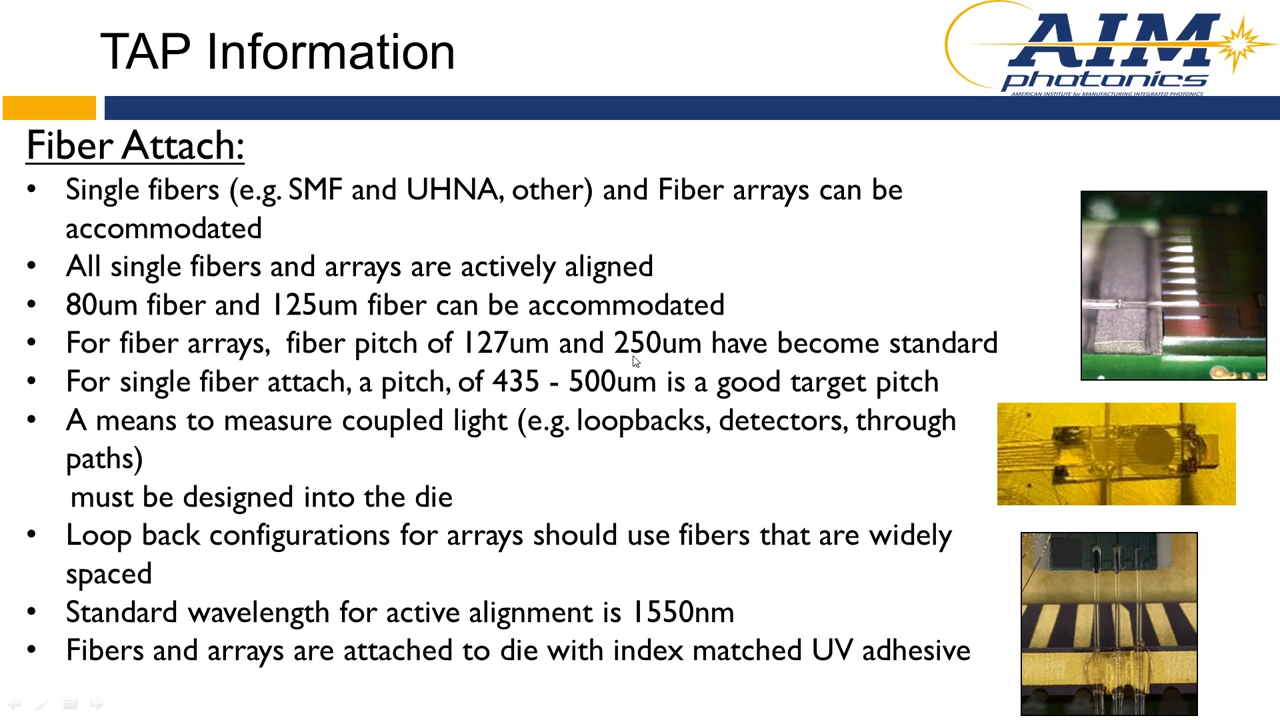 TAP Information
AIM
photonics
AMERICAN INSTITUTE for MANUFACTURING INTEGRATED PHOTONICS
Fiber Attach:
• Single fibers (e.g. SMF and UHNA, other) and Fiber arrays can be
accommodated
• All single fibers and arrays are actively aligned
• 80um fiber and 125um fiber can be accommodated
• For fiber arrays, fiber pitch of 127um and 250um have become standard
• For single fiber attach, a pitch, of 435 - 500um is a good target pitch
• A means to measure coupled light (e.g. loopbacks, detectors, through
paths)
must be designed into the die
• Loop back configurations for arrays should use fibers that are widely
spaced
• Standard wavelength for active alignment is 1550nm
• Fibers and arrays are attached to die with index matched UV adhesive